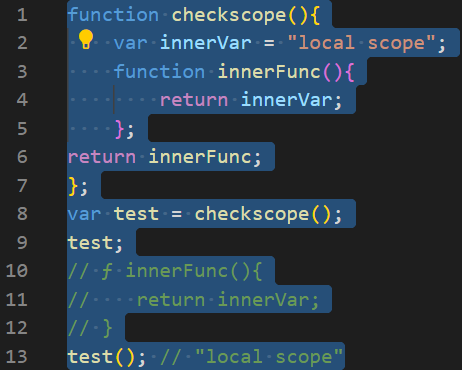 1 function checkscope(){
2     var innerVar = "local scope";
3     function innerFunc(){
4         return innerVar;
5     };
6 return innerFunc;
7 };
8 var test = checkscope();
9 test;
10 // ƒ innerFunc(){
11 //    return innerVar;
12 // }
13 test(); // "local scope"